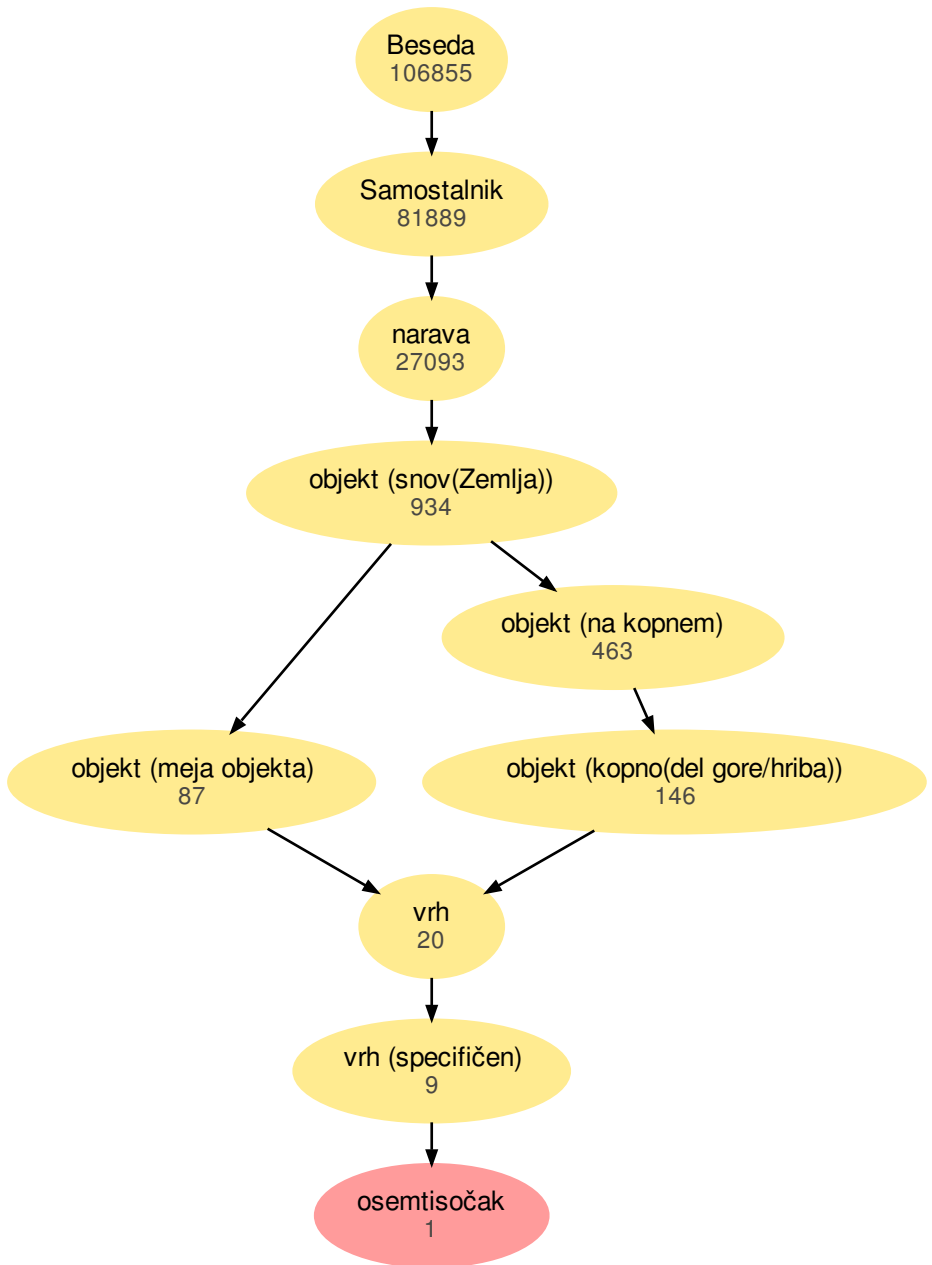 Beseda
106855
Samostalnik
81889
narava
27093
objekt (snov(Zemlja))
934
objekt (na kopnem)
463
objekt (meja objekta)
87
objekt (kopno(del gore/hriba))
146
vrh
20
vrh (specifičen)
9
osemtisočak
1